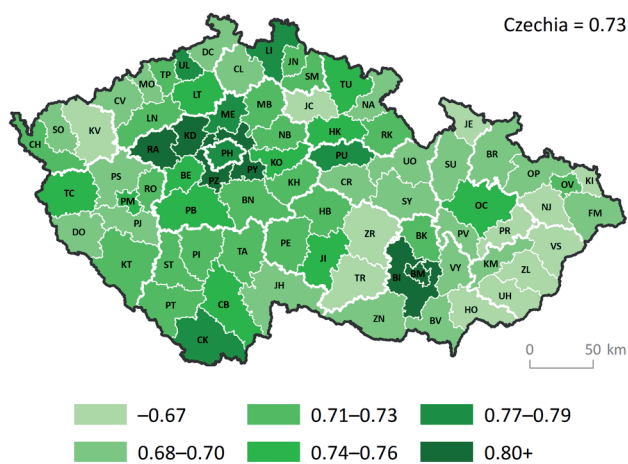 Czechia = 0.73
DC
LI
UL
TP
CL
JN
SM
MO
LT
TU
CV
MB
JC
NA
SO
KV
LN
ME
JE
CH
RA
KD
NB
HK
RK
PH
PU
BR
TC
PS
BE
PZ
PY
KO
UO
SU
OP
OV
KI
RO
PM
KH
CR
PB
BN
SY
OC
NJ
FM
DO
PJ
HB
ZR
BK
PV
PR
VS
KT
ST
PI
TA
PE
JI
BI
BM
VY
KM
ZL
TR
JH
PT
CB
UH
HO
ZN
BV
CK
0 50 km
–0.67 0.71–0.73 0.77–0.79
0.68–0.70 0.74–0.76 0.80+